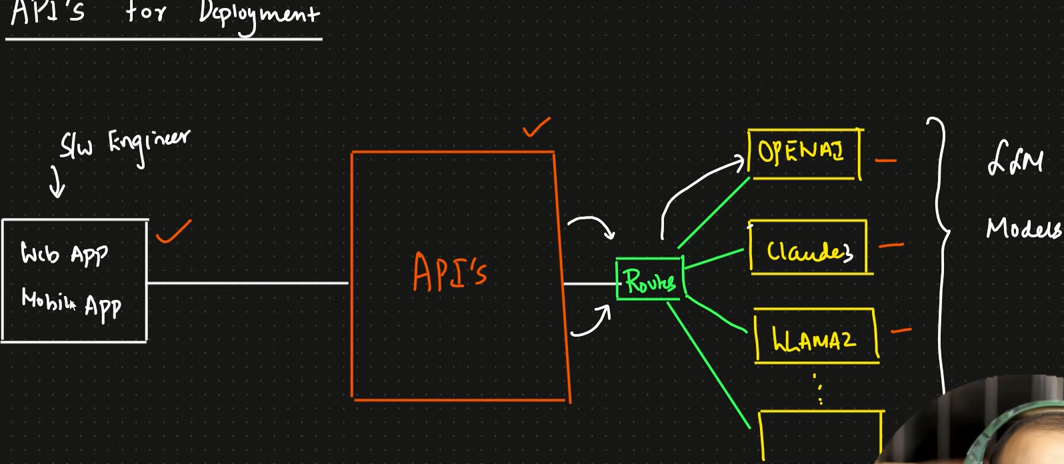 API's for Deployment
S/w Engineer
Web App
Mobile App
API's
Routes
OPENAI
Claude3
LLAMA2
LLM
Models